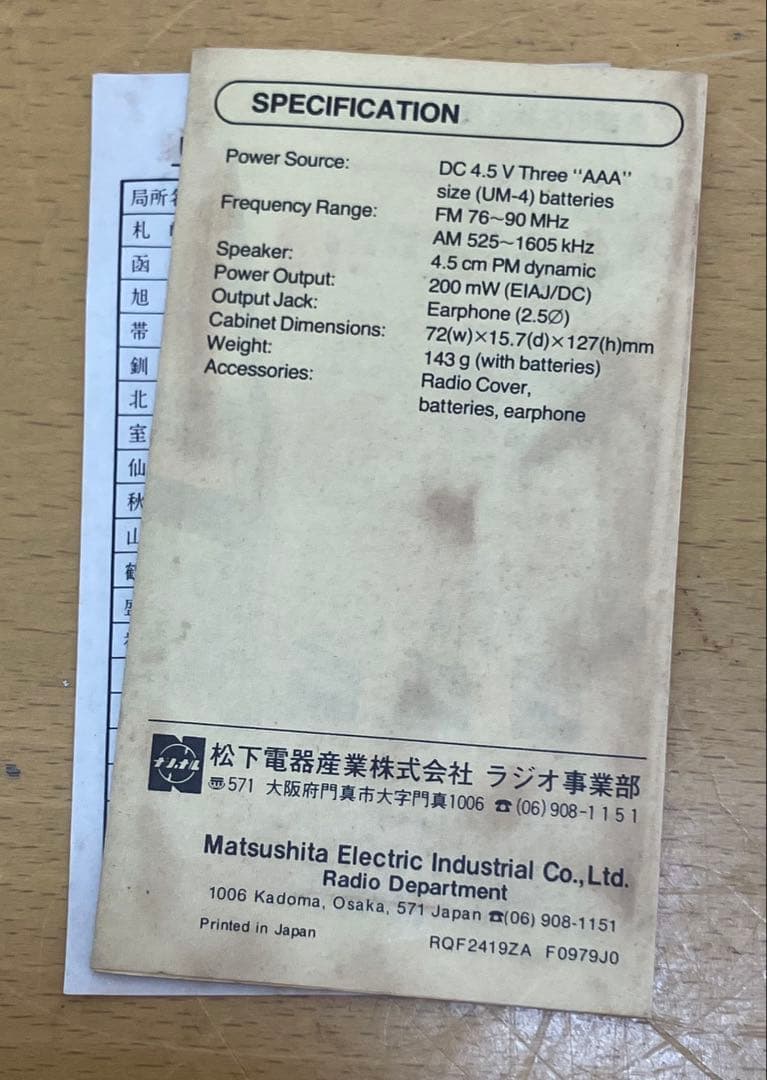 SPECIFICATION
Power Source: DC 4.5 V Three "AAA"
size (UM-4) batteries
Frequency Range: FM 76~90 MHz
AM 525~1605 kHz
Speaker: 4.5 cm PM dynamic
Power Output: 200 mW (EIAJ/DC)
Output Jack: Earphone (2.5∅)
Cabinet Dimensions: 72(w)×15.7(d)×127(h)mm
Weight: 143 g (with batteries)
Accessories: Radio Cover,
batteries, earphone
ナショナル 松下電器産業株式会社 ラジオ事業部
〠571 大阪府門真市大字門真1006 ☎(06)908-1151
Matsushita Electric Industrial Co.,Ltd.
Radio Department
1006 Kadoma, Osaka, 571 Japan ☎(06) 908-1151
Printed in Japan RQF2419ZA F0979J0
局所
札
函
旭
帯
釧
北
室
仙
秋
山